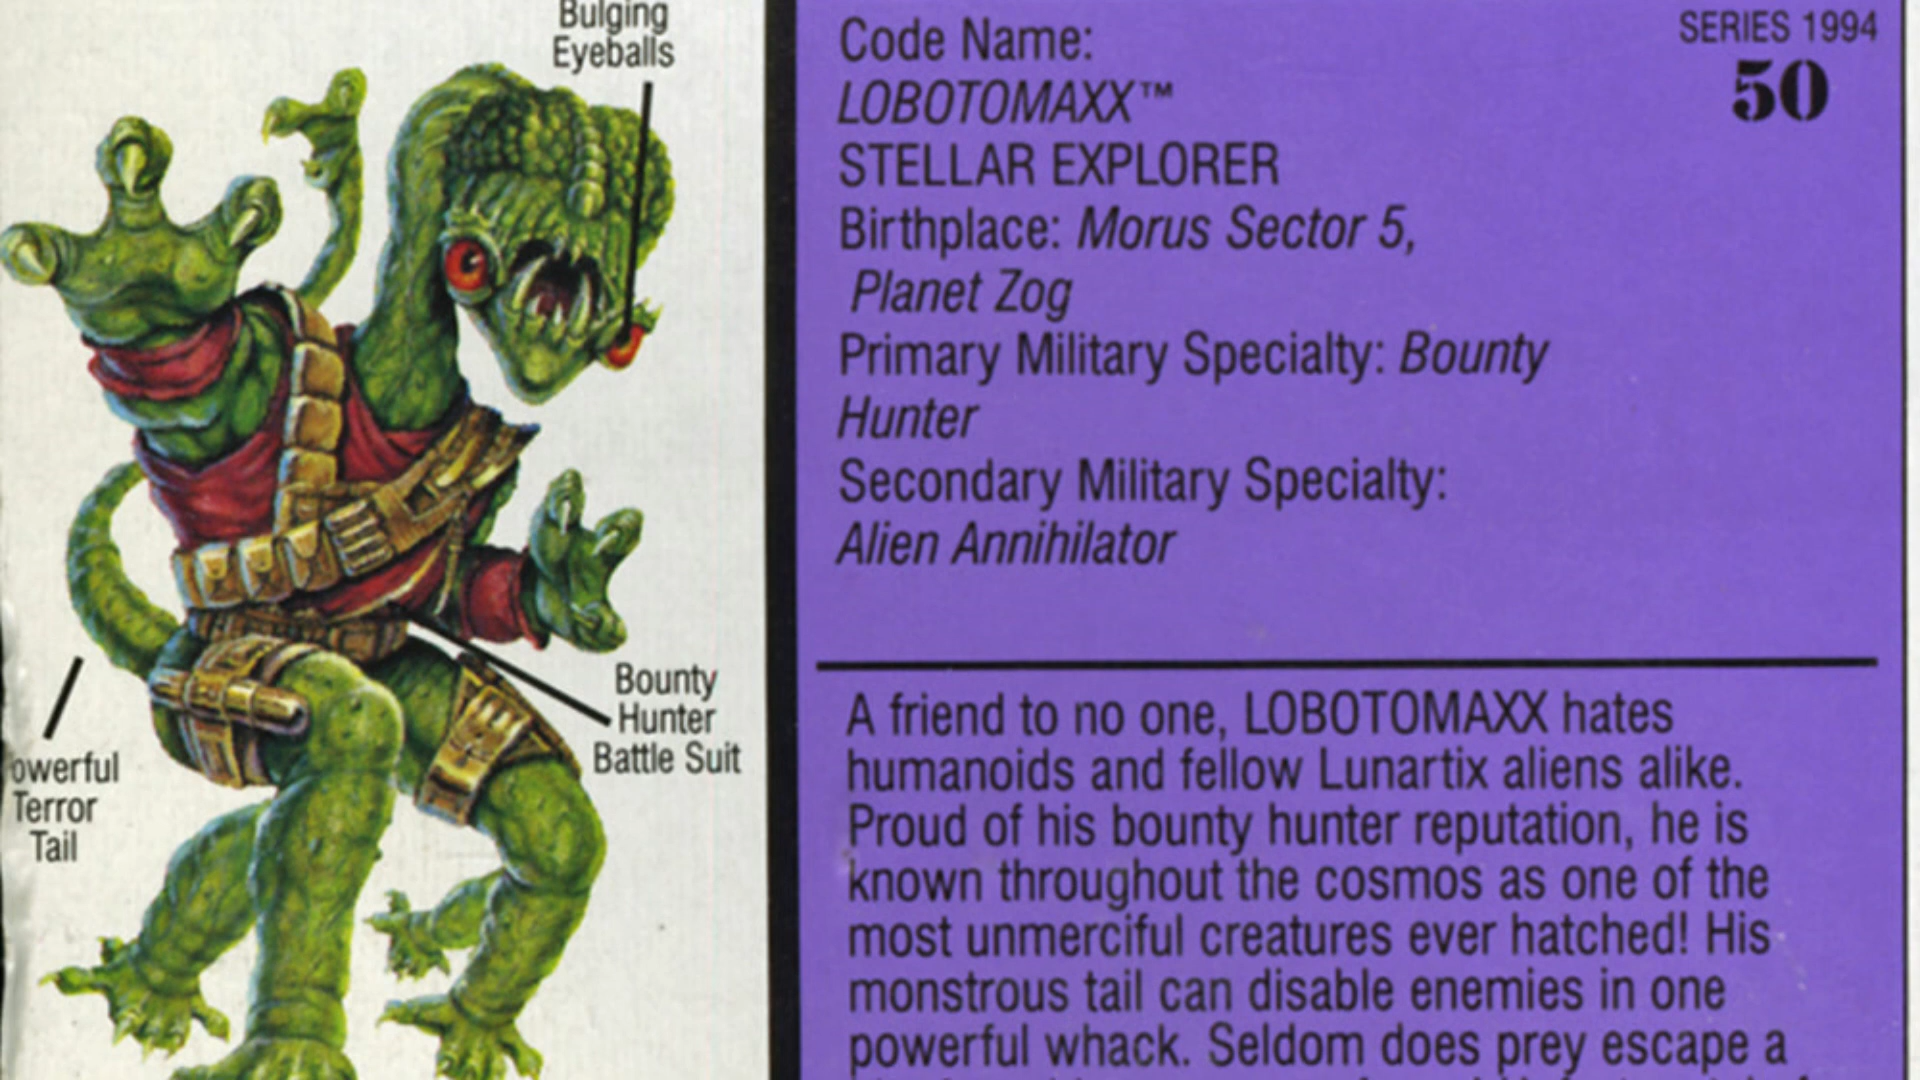 Bulging
Eyeballs
Bounty
Hunter
Battle Suit
owerful
Terror
Tail
SERIES 1994
50
Code Name:
LOBOTOMAXX™
STELLAR EXPLORER
Birthplace: Morus Sector 5,
Planet Zog
Primary Military Specialty: Bounty
Hunter
Secondary Military Specialty:
Alien Annihilator
A friend to no one, LOBOTOMAXX hates
humanoids and fellow Lunartix aliens alike.
Proud of his bounty hunter reputation, he is
known throughout the cosmos as one of the
most unmerciful creatures ever hatched! His
monstrous tail can disable enemies in one
powerful whack. Seldom does prey escape a